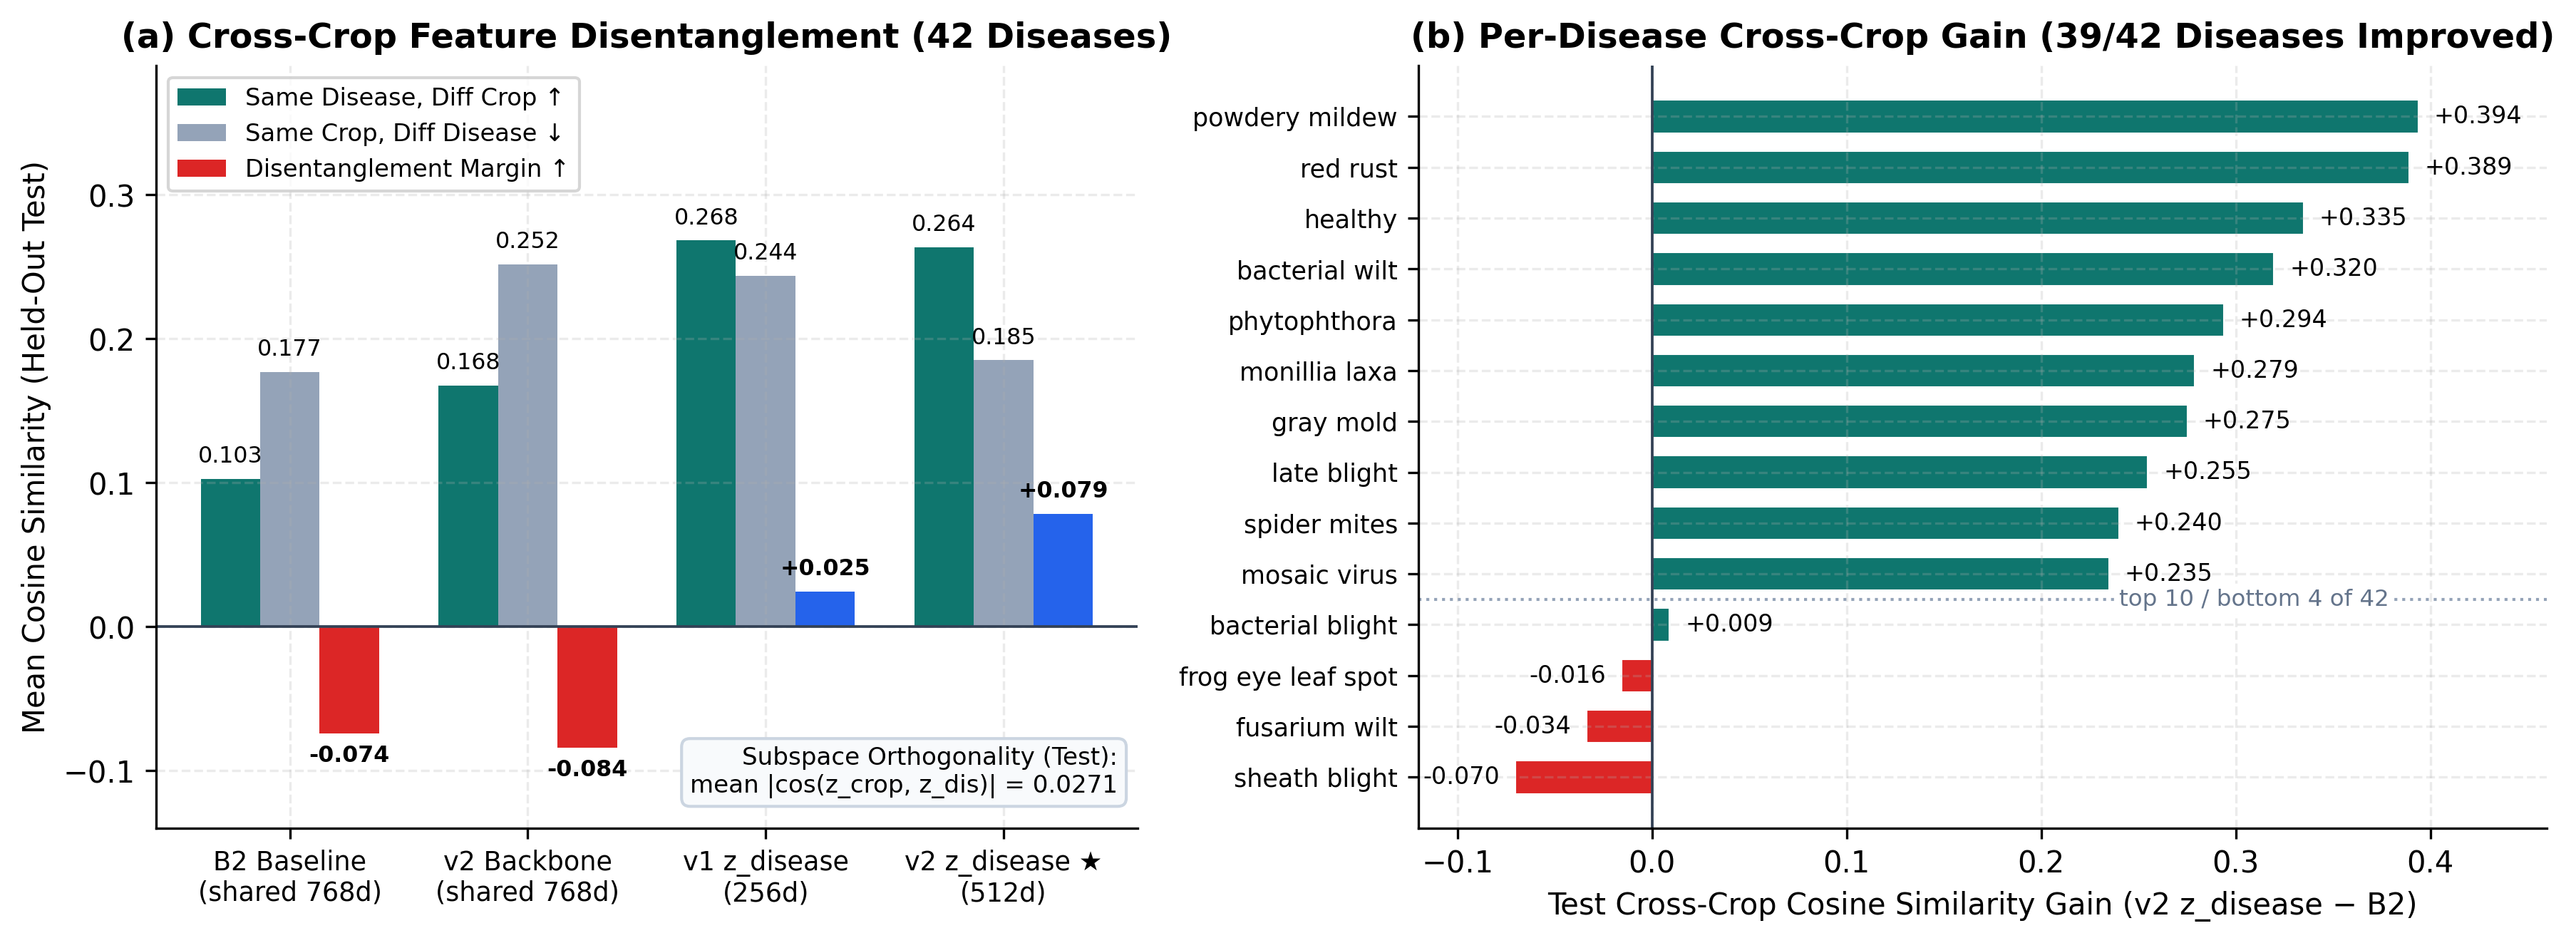 (a) Cross-Crop Feature Disentanglement (42 Diseases)
Same Disease, Diff Crop ↑
Same Crop, Diff Disease ↓
Disentanglement Margin ↑
Mean Cosine Similarity (Held-Out Test)
0.3
0.2
0.1
0.0
−0.1
0.103
0.177
-0.074
0.168
0.252
-0.084
0.268
0.244
+0.025
0.264
0.185
+0.079
Subspace Orthogonality (Test):
mean |cos(z_crop, z_dis)| = 0.0271
B2 Baseline
(shared 768d)
v2 Backbone
(shared 768d)
v1 z_disease
(256d)
v2 z_disease ★
(512d)
(b) Per-Disease Cross-Crop Gain (39/42 Diseases Improved)
powdery mildew +0.394
red rust +0.389
healthy +0.335
bacterial wilt +0.320
phytophthora +0.294
monillia laxa +0.279
gray mold +0.275
late blight +0.255
spider mites +0.240
mosaic virus +0.235
top 10 / bottom 4 of 42
bacterial blight +0.009
frog eye leaf spot -0.016
fusarium wilt -0.034
sheath blight -0.070
−0.1 0.0 0.1 0.2 0.3 0.4
Test Cross-Crop Cosine Similarity Gain (v2 z_disease − B2)